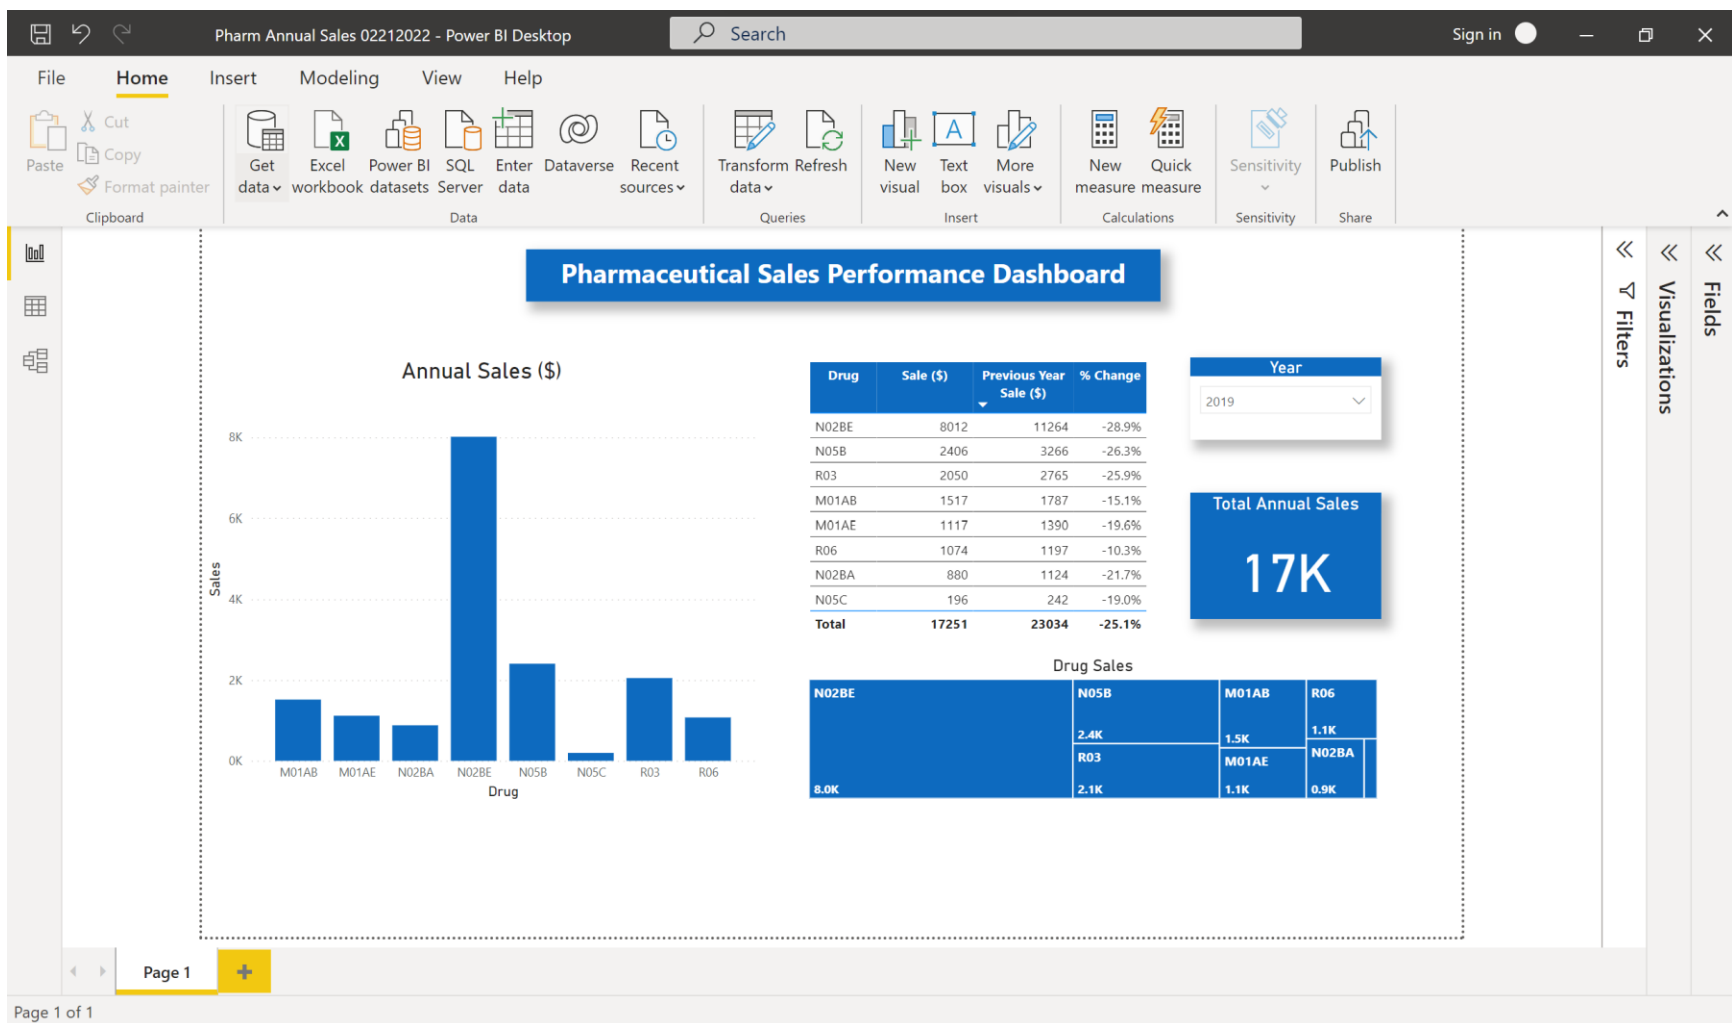 Pharm Annual Sales 02212022 - Power BI Desktop
Search
Sign in
File Home Insert Modeling View Help
Paste
Cut
Copy
Format painter
Clipboard
Get data
Excel workbook
Power BI datasets
SQL Server
Enter data
Dataverse
Recent sources
Data
Transform data
Refresh
Queries
New visual
Text box
More visuals
Insert
New measure
Quick measure
Calculations
Sensitivity
Sensitivity
Publish
Share
Pharmaceutical Sales Performance Dashboard
Annual Sales ($)
8K
6K
4K
2K
0K
Sales
M01AB M01AE N02BA N02BE N05B N05C R03 R06
Drug
Drug Sale ($) Previous Year Sale ($) % Change
N02BE 8012 11264 -28.9%
N05B 2406 3266 -26.3%
R03 2050 2765 -25.9%
M01AB 1517 1787 -15.1%
M01AE 1117 1390 -19.6%
R06 1074 1197 -10.3%
N02BA 880 1124 -21.7%
N05C 196 242 -19.0%
Total 17251 23034 -25.1%
Year
2019
Total Annual Sales
17K
Drug Sales
N02BE
8.0K
N05B
2.4K
R03
2.1K
M01AB
1.5K
M01AE
1.1K
R06
1.1K
N02BA
0.9K
Filters
Visualizations
Fields
Page 1
Page 1 of 1